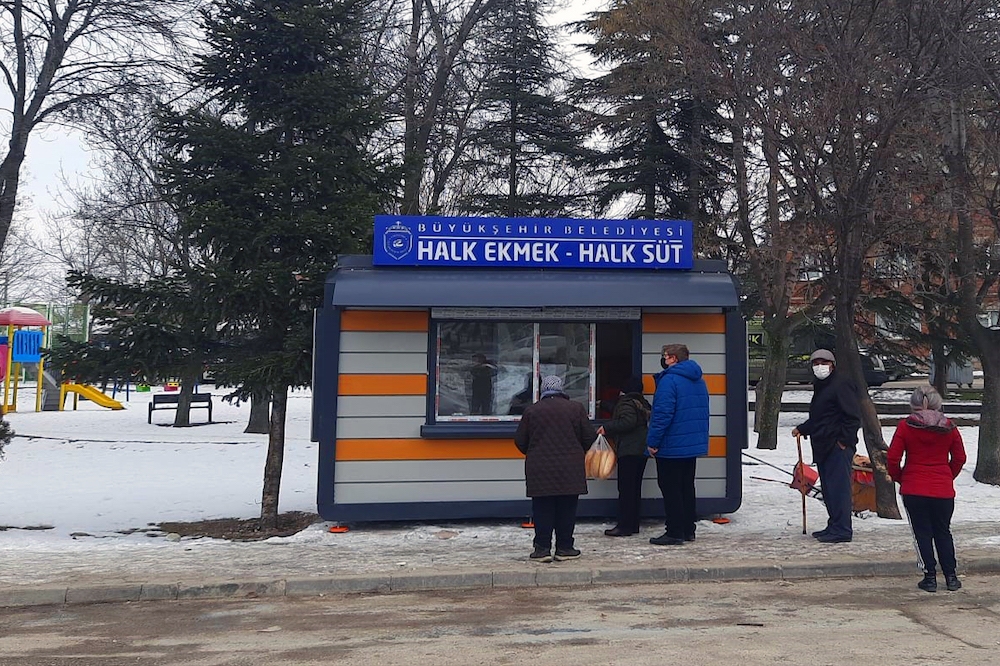 BÜYÜKŞEHİR BELEDİYESİ
HALK EKMEK - HALK SÜT